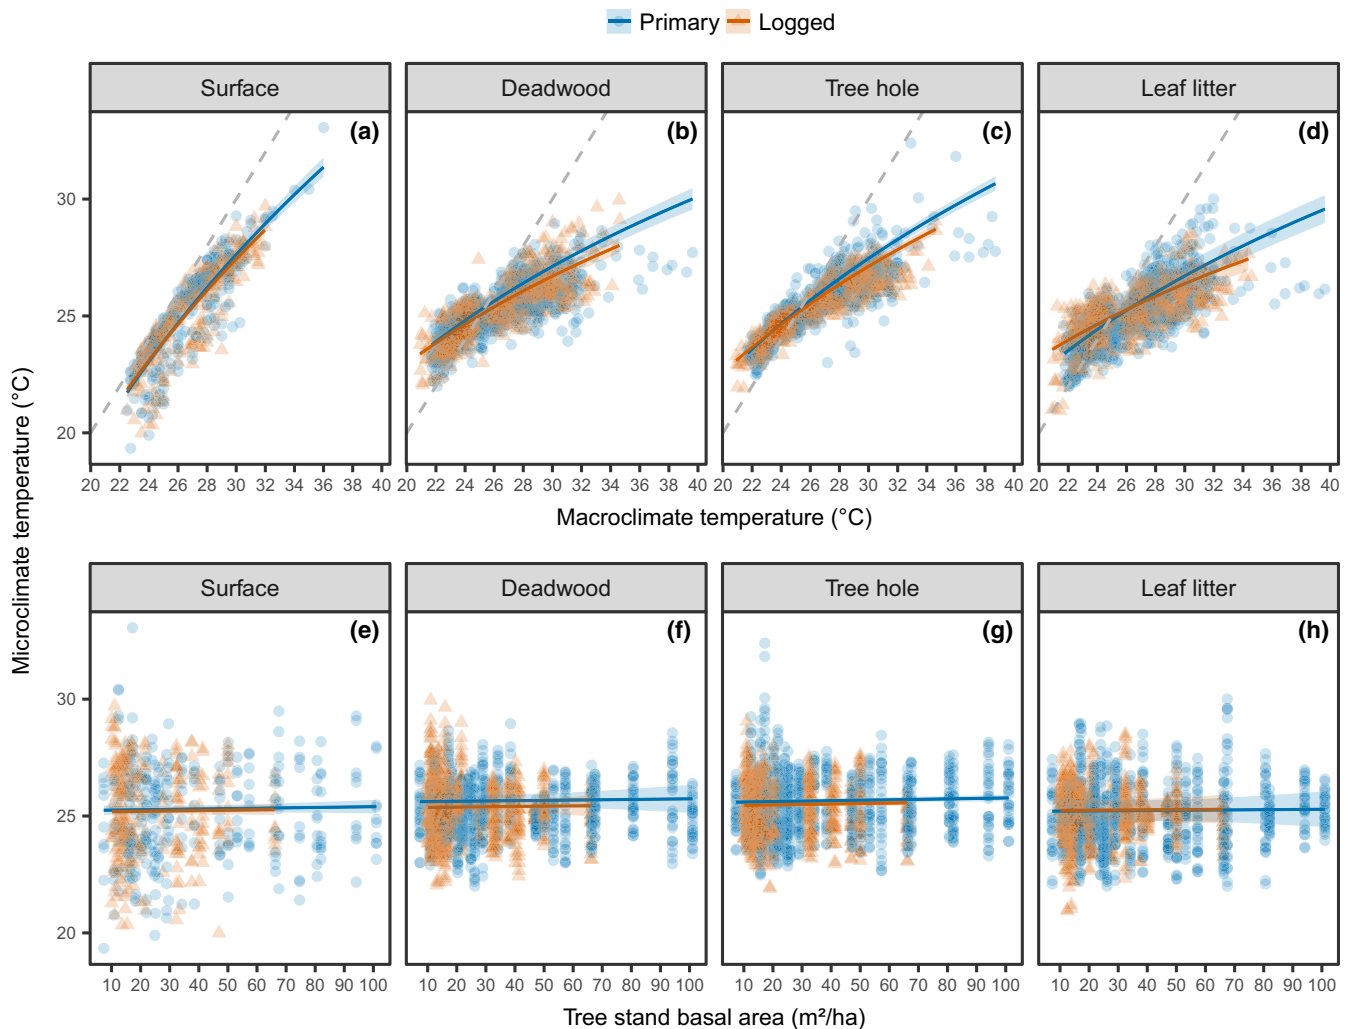 Primary Logged
Surface Deadwood Tree hole Leaf litter
(a) (b) (c) (d)
30
25
20
20 22 24 26 28 30 32 34 36 38 40 20 22 24 26 28 30 32 34 36 38 40 20 22 24 26 28 30 32 34 36 38 40 20 22 24 26 28 30 32 34 36 38 40
Macroclimate temperature (°C)
Microclimate temperature (°C)
Surface Deadwood Tree hole Leaf litter
(e) (f) (g) (h)
30
25
20
10 20 30 40 50 60 70 80 90 100 10 20 30 40 50 60 70 80 90 100 10 20 30 40 50 60 70 80 90 100 10 20 30 40 50 60 70 80 90 100
Tree stand basal area (m²/ha)